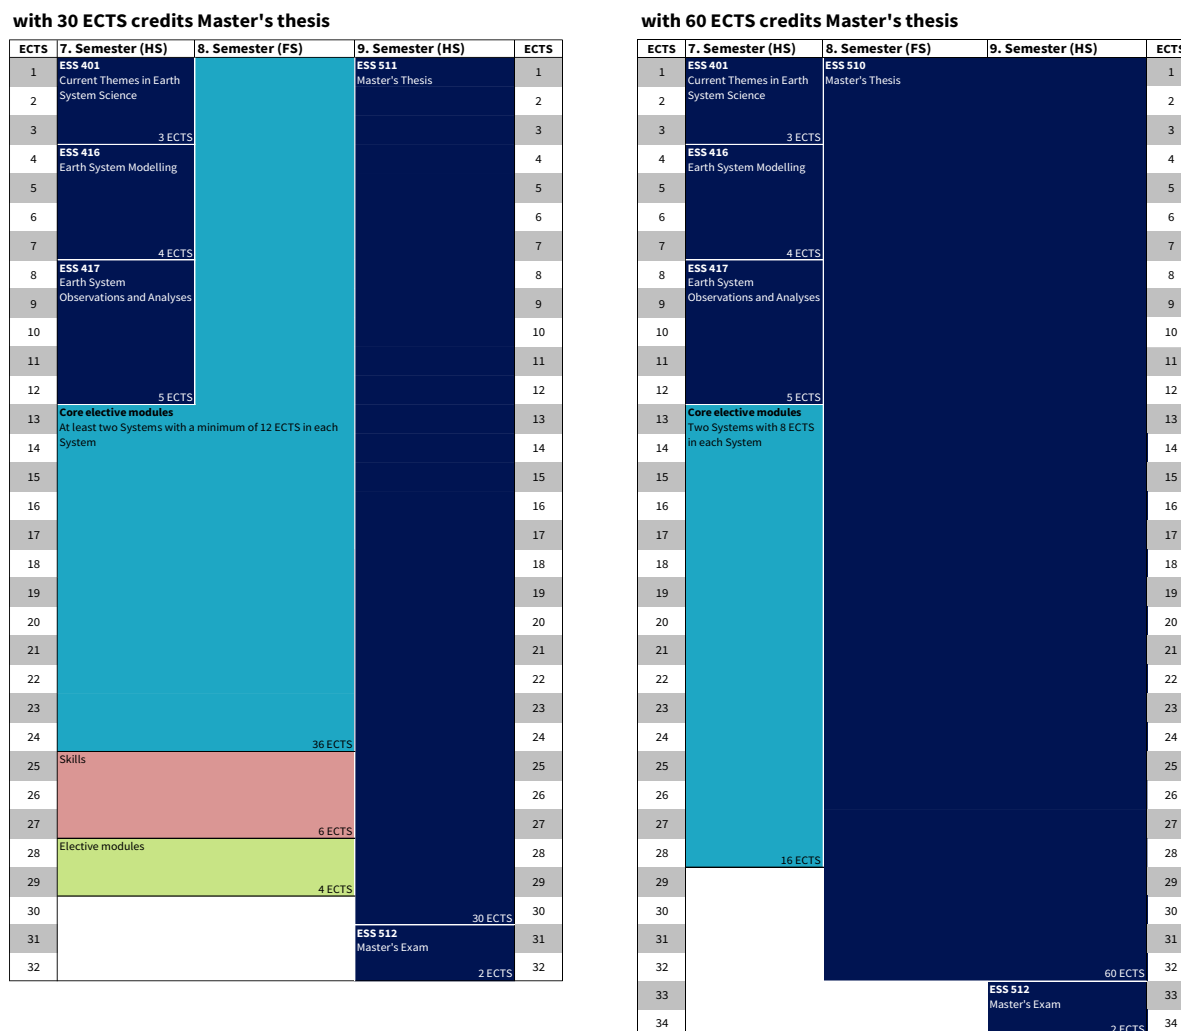 with 30 ECTS credits Master's thesis
ECTS 7. Semester (HS) 8. Semester (FS) 9. Semester (HS) ECTS
1 ESS 401 ESS 511 1
Current Themes in Earth Master's Thesis
2 System Science 2
3 3 ECTS 3
4 ESS 416 4
Earth System Modelling
5 5
6 6
7 4 ECTS 7
8 ESS 417 8
Earth System
9 Observations and Analyses 9
10 10
11 11
12 5 ECTS 12
13 Core elective modules 13
At least two Systems with a minimum of 12 ECTS in each
14 System 14
15 15
16 16
17 17
18 18
19 19
20 20
21 21
22 22
23 23
24 36 ECTS 24
25 Skills 25
26 26
27 6 ECTS 27
28 Elective modules 28
29 4 ECTS 29
30 30 ECTS 30
31 ESS 512 31
Master's Exam
32 2 ECTS 32
with 60 ECTS credits Master's thesis
ECTS 7. Semester (HS) 8. Semester (FS) 9. Semester (HS) ECTS
1 ESS 401 ESS 510 1
Current Themes in Earth Master's Thesis
2 System Science 2
3 3 ECTS 3
4 ESS 416 4
Earth System Modelling
5 5
6 6
7 4 ECTS 7
8 ESS 417 8
Earth System
9 Observations and Analyses 9
10 10
11 11
12 5 ECTS 12
13 Core elective modules 13
Two Systems with 8 ECTS
14 in each System 14
15 15
16 16
17 17
18 18
19 19
20 20
21 21
22 22
23 23
24 24
25 25
26 26
27 27
28 16 ECTS 28
29 29
30 30
31 31
32 60 ECTS 32
33 ESS 512 33
Master's Exam
34 2 ECTS 34